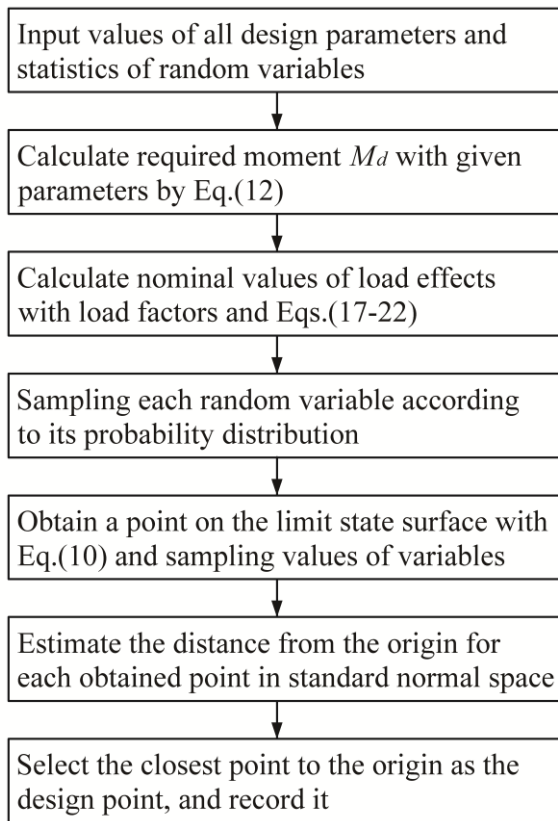 Input values of all design parameters and
statistics of random variables
Calculate required moment Md with given
parameters by Eq.(12)
Calculate nominal values of load effects
with load factors and Eqs.(17-22)
Sampling each random variable according
to its probability distribution
Obtain a point on the limit state surface with
Eq.(10) and sampling values of variables
Estimate the distance from the origin for
each obtained point in standard normal space
Select the closest point to the origin as the
design point, and record it